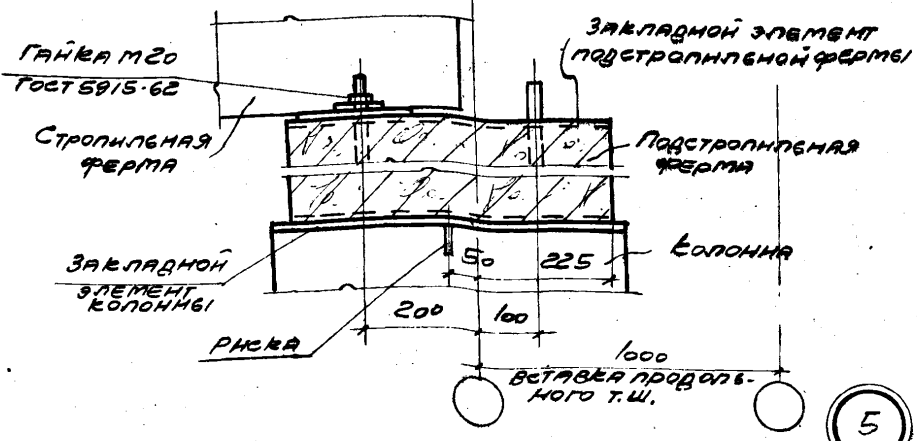 Гайка М20
ГОСТ 5915-62
Стропильная
ферма
Закладной элемент
подстропильной фермы
Подстропильная
ферма
Закладной
элемент
колонны
Риска
50
225
Колонна
200
100
1000
Вставка продоль-
ного т.ш.
5